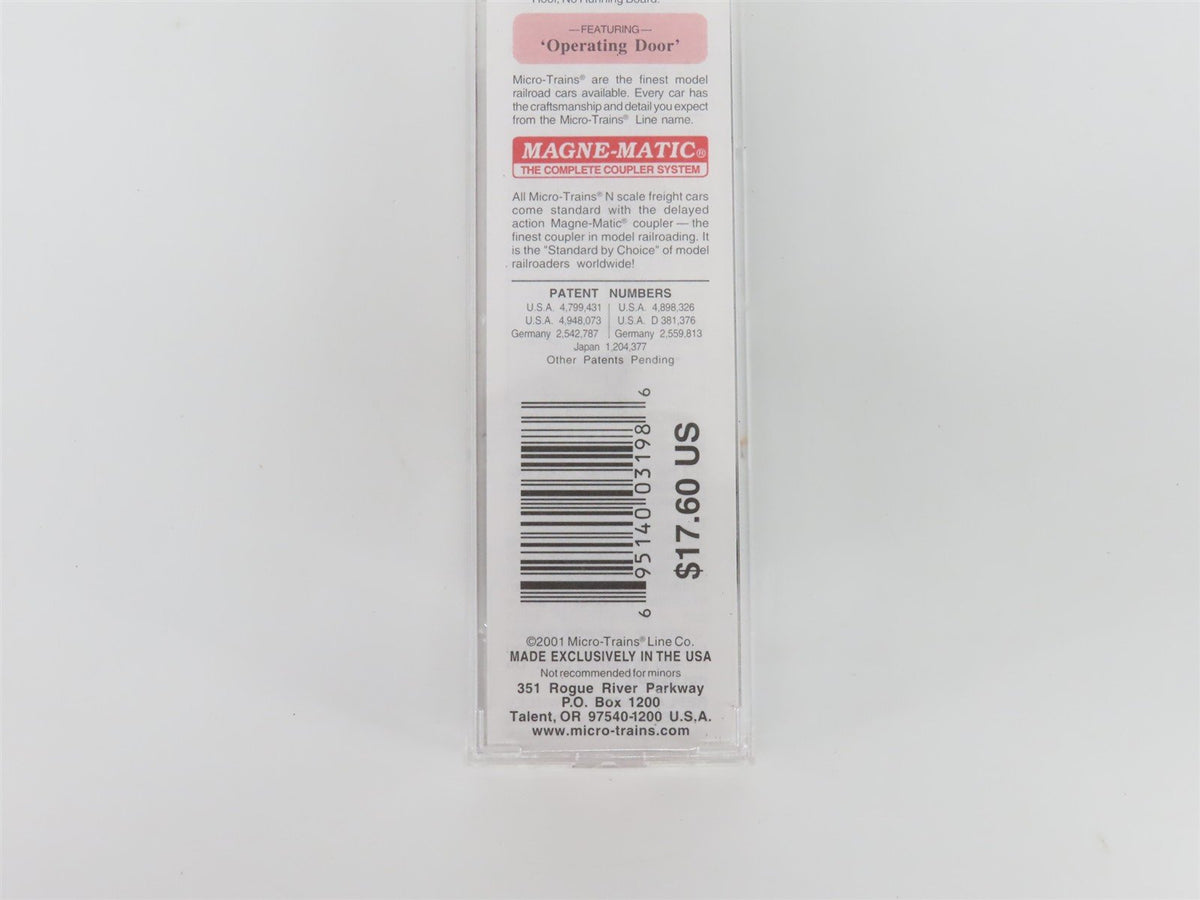 Roof, No Running Board.
—FEATURING—
‘Operating Door’
Micro-Trains® are the finest model
railroad cars available. Every car has
the craftsmanship and detail you expect
from the Micro-Trains® Line name.
MAGNE-MATIC®
THE COMPLETE COUPLER SYSTEM
All Micro-Trains® N scale freight cars
come standard with the delayed
action Magne-Matic® coupler — the
finest coupler in model railroading. It
is the "Standard by Choice" of model
railroaders worldwide!
PATENT NUMBERS
U.S.A. 4,799,431 | U.S.A. 4,898,326
U.S.A. 4,948,073 | U.S.A. D 381,376
Germany 2,542,787 | Germany 2,559,813
Japan 1,204,377
Other Patents Pending
6 95140 03198 6
$17.60 US
©2001 Micro-Trains® Line Co.
MADE EXCLUSIVELY IN THE USA
Not recommended for minors
351 Rogue River Parkway
P.O. Box 1200
Talent, OR 97540-1200 U.S.A.
www.micro-trains.com